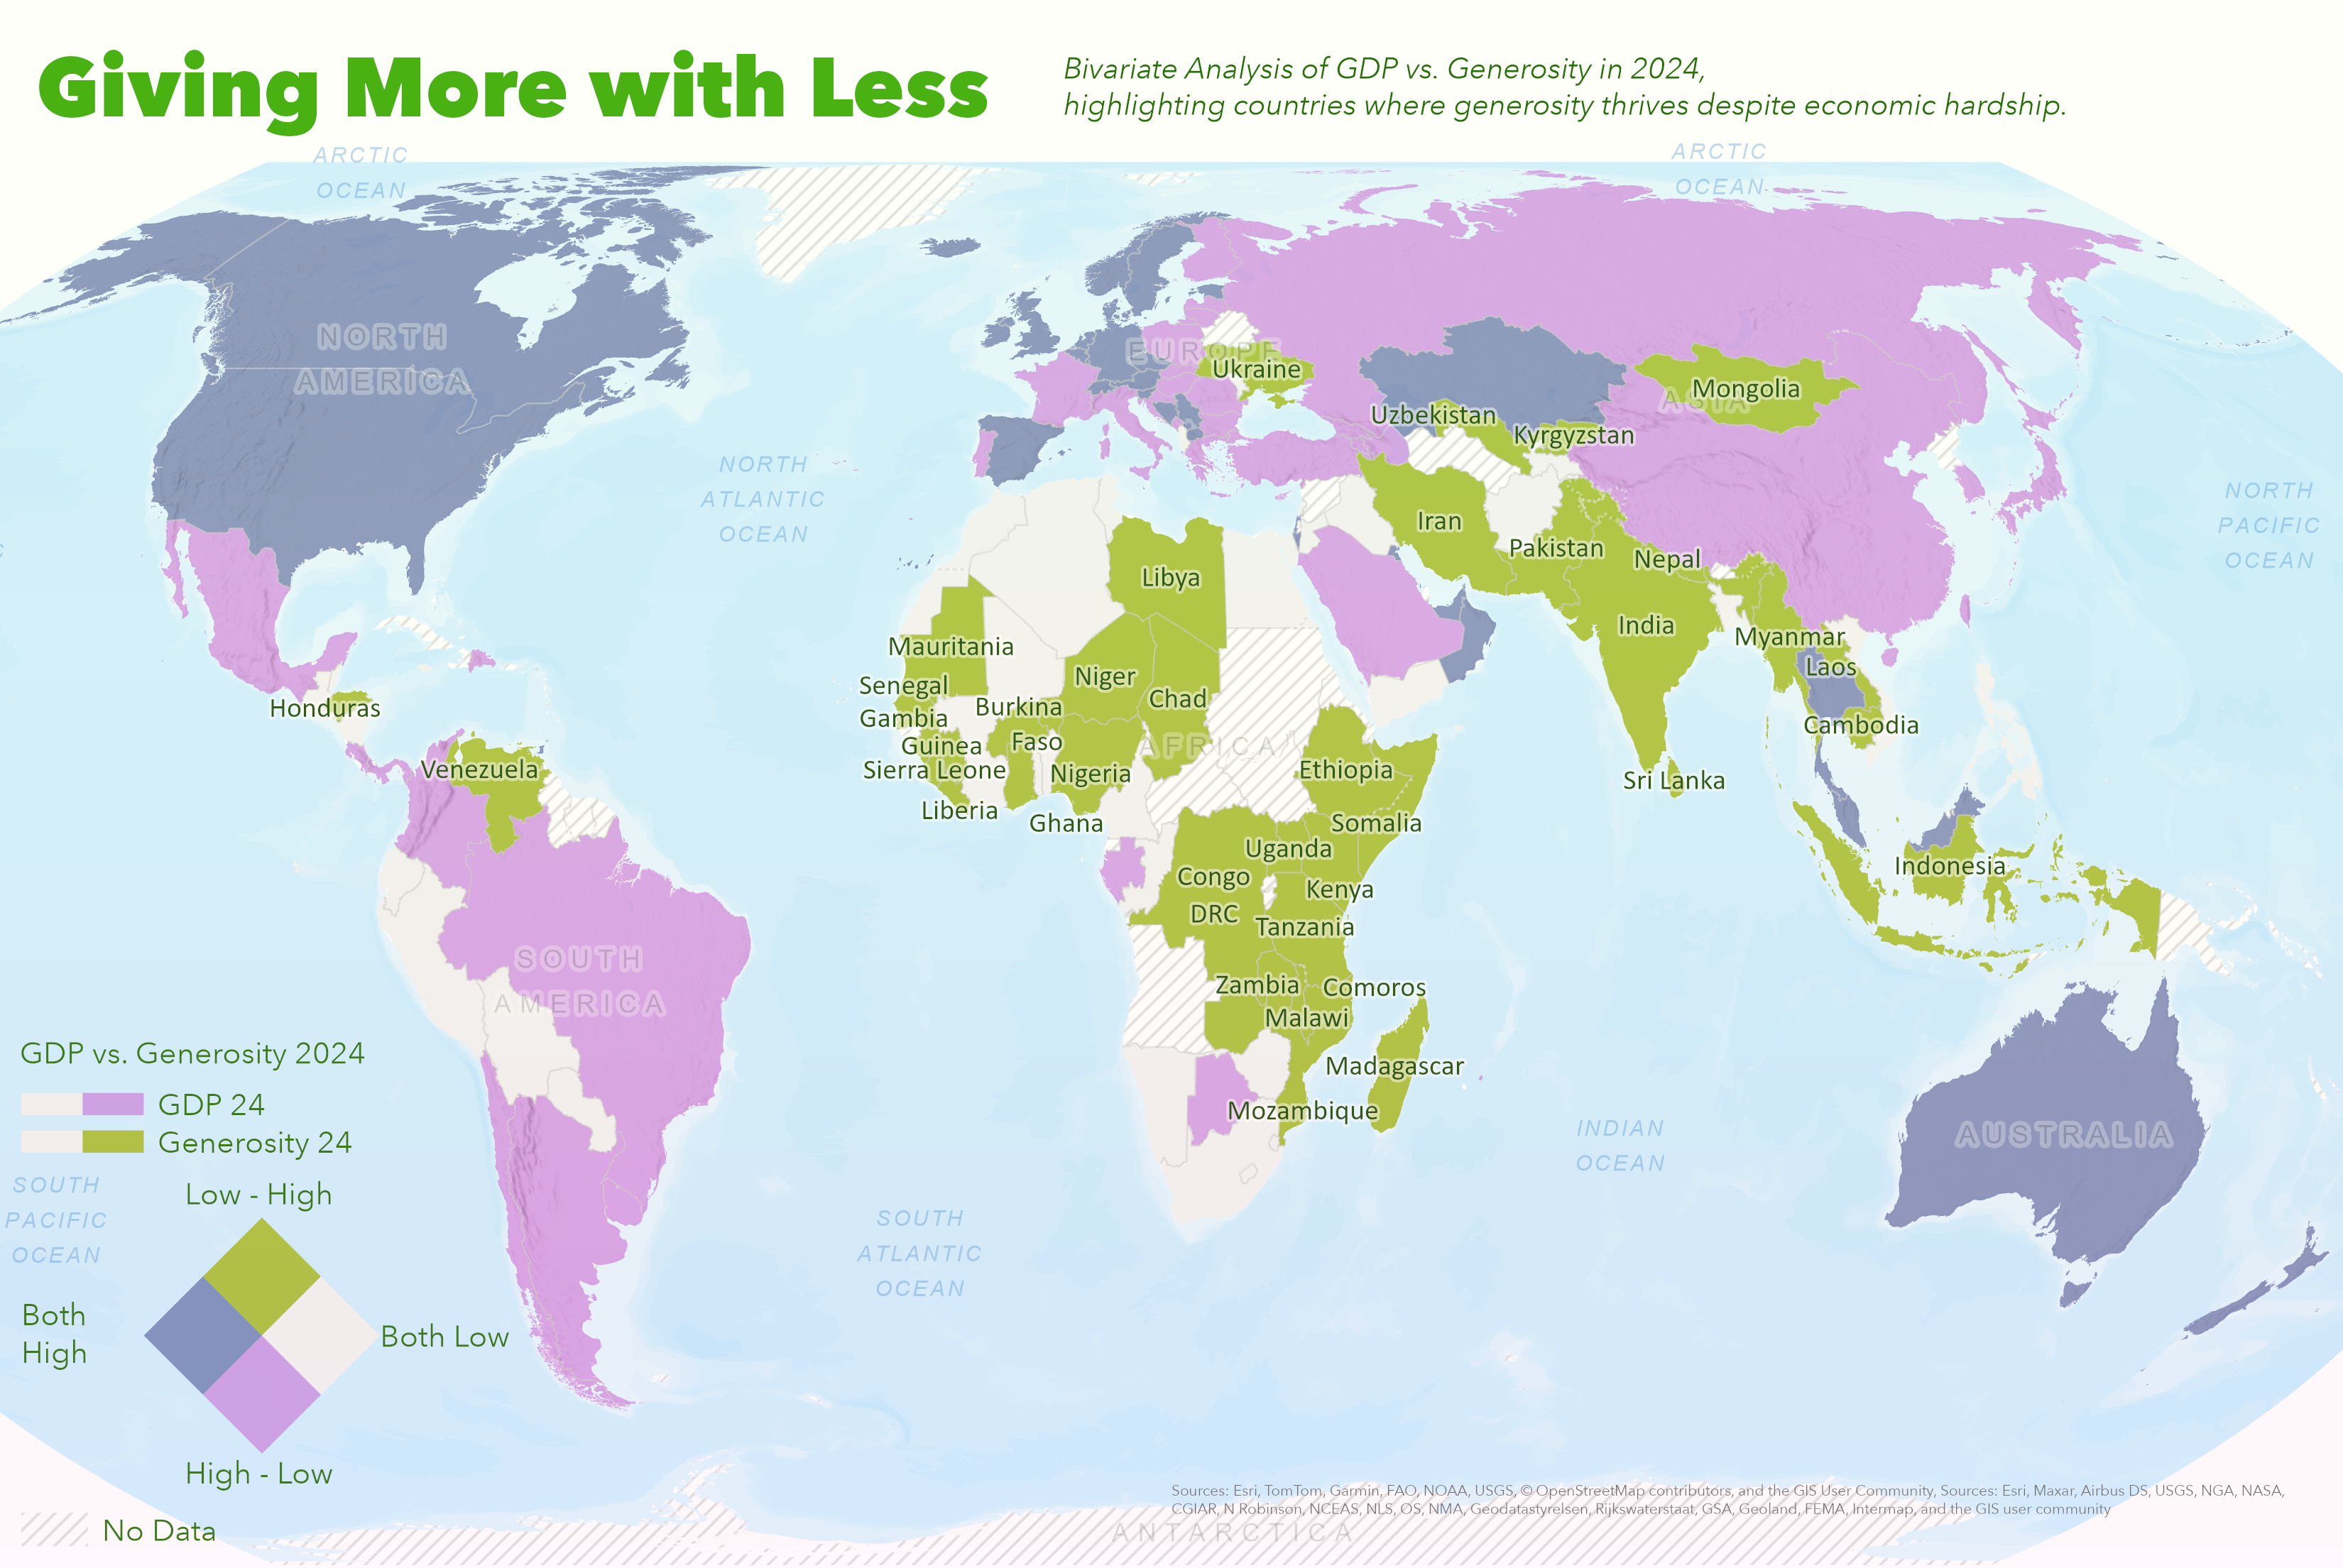 Giving More with Less
Bivariate Analysis of GDP vs. Generosity in 2024,
highlighting countries where generosity thrives despite economic hardship.
ARCTIC
OCEAN
ARCTIC
OCEAN
NORTH
AMERICA
EUROPE
Ukraine
Mongolia
ASIA
Uzbekistan
Kyrgyzstan
NORTH
ATLANTIC
OCEAN
NORTH
PACIFIC
OCEAN
C
Iran
Pakistan
Nepal
Libya
India
Mauritania
Myanmar
Laos
Niger
Senegal
Chad
Honduras
Burkina
Faso
Gambia
Cambodia
Guinea
AFRICA
Venezuela
Sierra Leone
Nigeria
Ethiopia
Sri Lanka
Liberia
Ghana
Somalia
Uganda
Indonesia
Congo
DRC
Kenya
Tanzania
SOUTH
AMERICA
Zambia
Comoros
Malawi
Madagascar
Mozambique
INDIAN
OCEAN
AUSTRALIA
SOUTH
PACIFIC
OCEAN
SOUTH
ATLANTIC
OCEAN
GDP vs. Generosity 2024
GDP 24
Generosity 24
Low - High
Both
High
Both Low
High - Low
No Data
Sources: Esri, TomTom, Garmin, FAO, NOAA, USGS, © OpenStreetMap contributors, and the GIS User Community, Sources: Esri, Maxar, Airbus DS, USGS, NGA, NASA,
CGIAR, N Robinson, NCEAS, NLS, OS, NMA, Geodatastyrelsen, Rijkswaterstaat, GSA, Geoland, FEMA, Intermap, and the GIS user community
ANTARCTICA